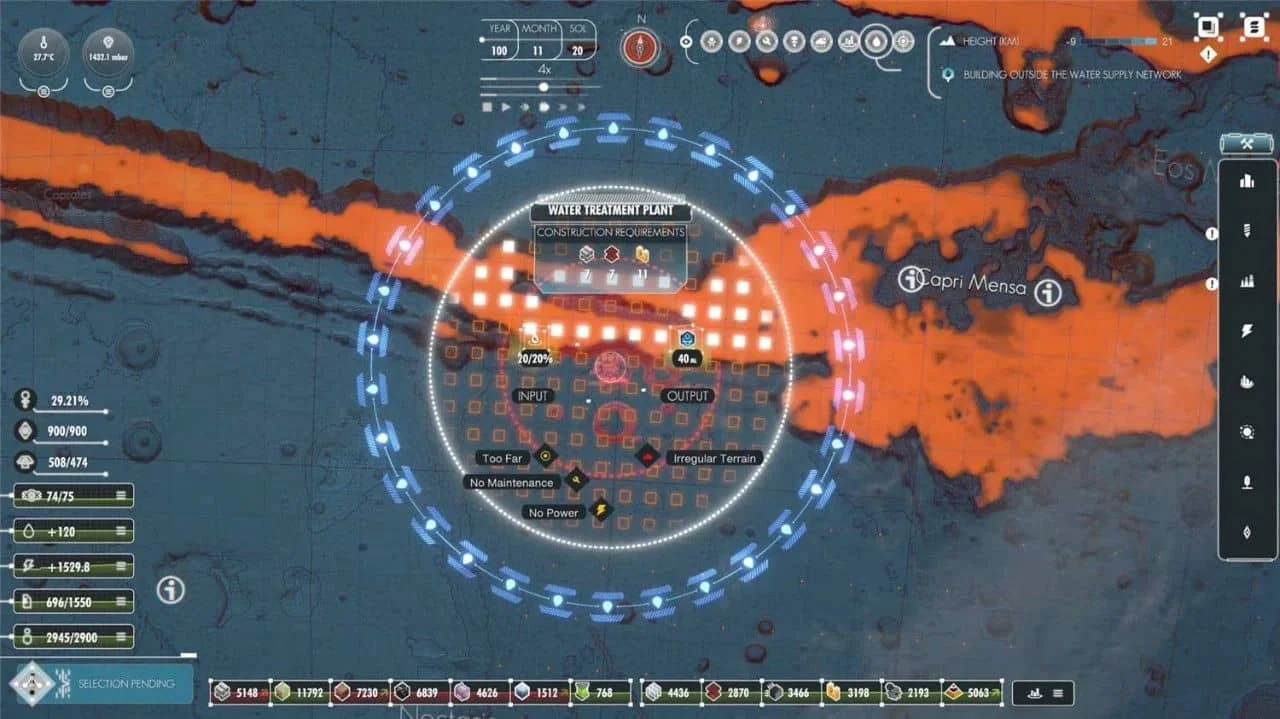 YEAR MONTH SOL
100 11 20
4x
N
27.7°C
1432.1 mbar
HEIGHT (KM) -9 21
BUILDING OUTSIDE THE WATER SUPPLY NETWORK
WATER TREATMENT PLANT
CONSTRUCTION REQUIREMENTS
7 7 11
Capri Mensa
20/20%
40
INPUT
OUTPUT
Too Far
Irregular Terrain
No Maintenance
No Power
29.21%
900/900
508/474
74/75
+120
+1529.8
696/1550
2945/2900
SELECTION PENDING
5148 11792 7230 6839 4626 1512 768 4436 2870 3466 3198 2193 5063